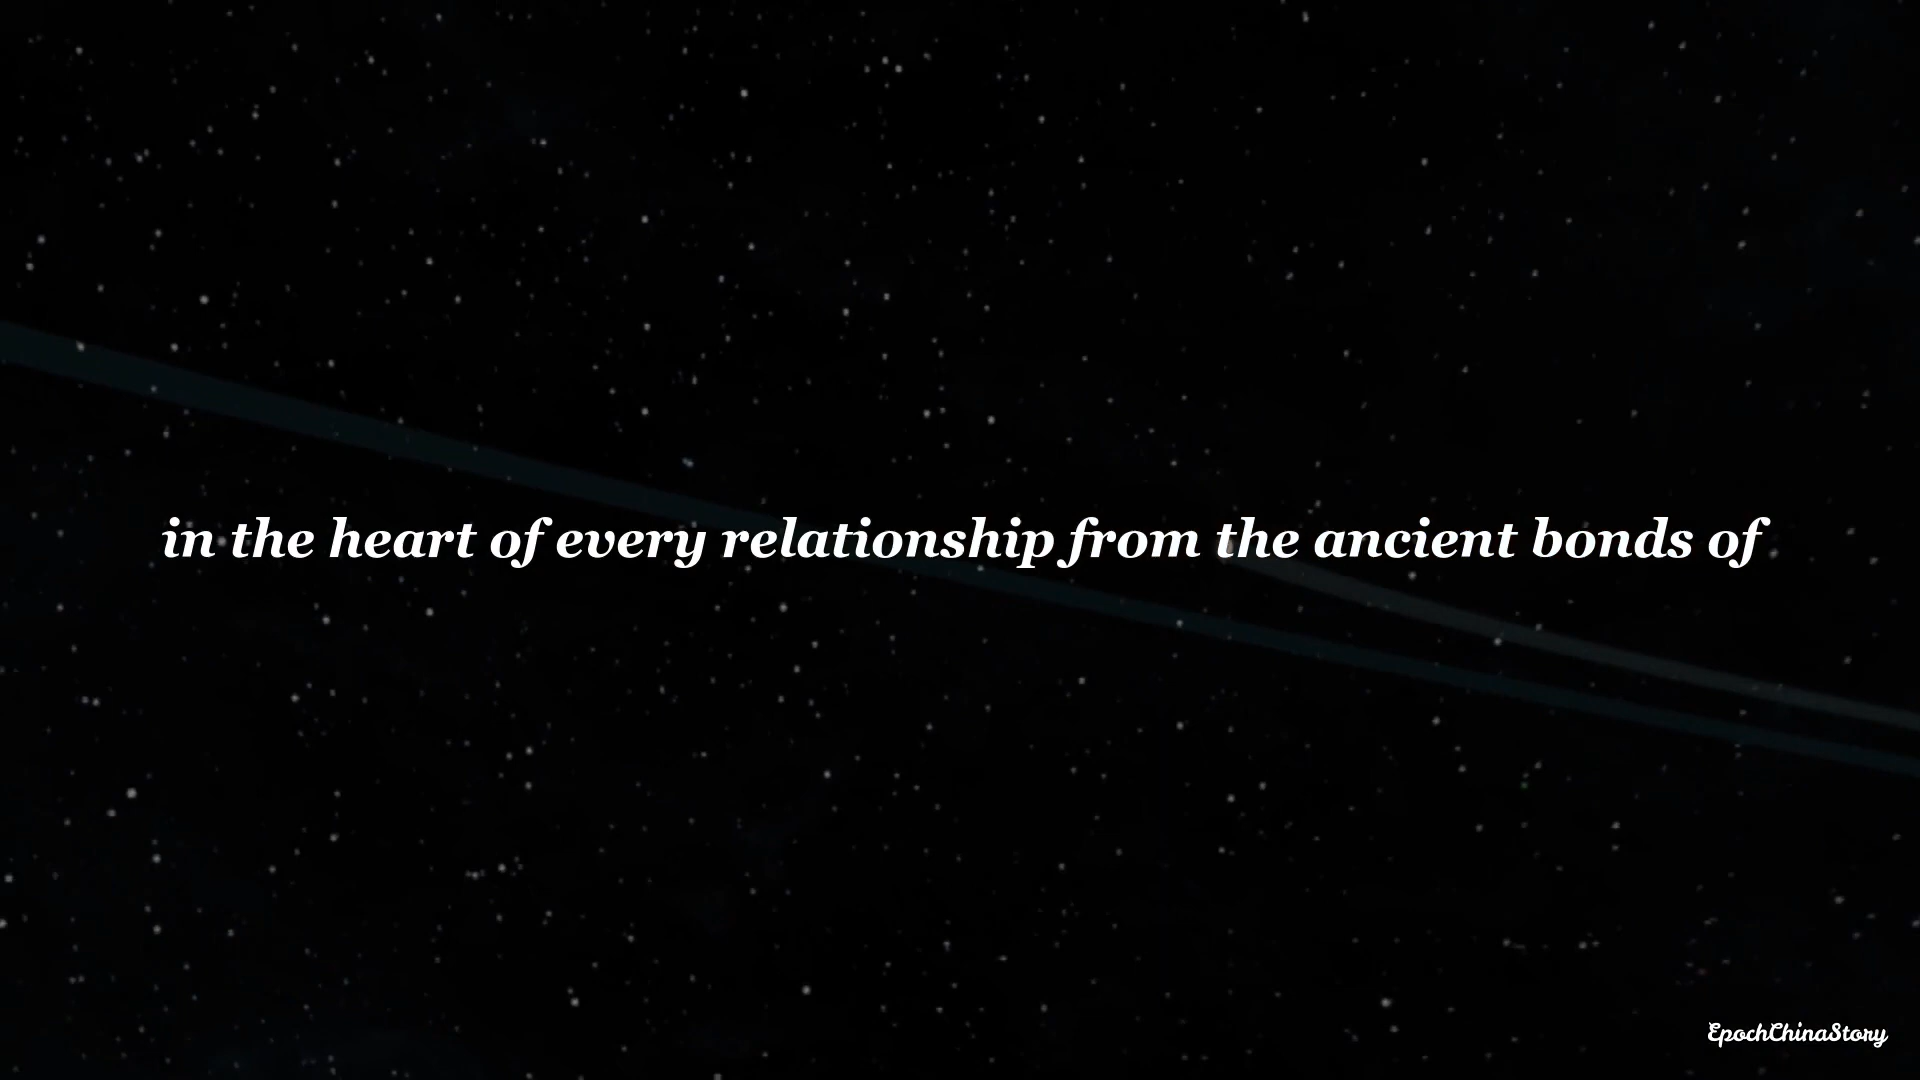 in the heart of every relationship from the ancient bonds of
EpochChinaStory